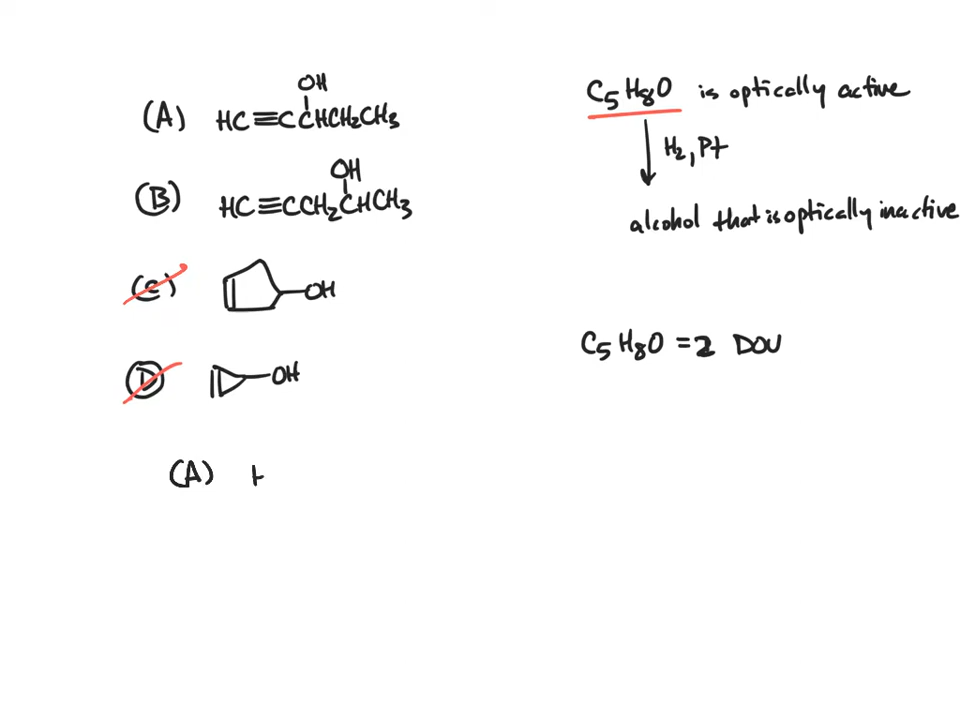 OH
(A) HC≡CCHCH2CH3
OH
(B) HC≡CCH2CHCH3
(C) OH
(D) OH
(A) H
C5H8O is optically active
H2, Pt
alcohol that is optically inactive
C5H8O = 2 DOU